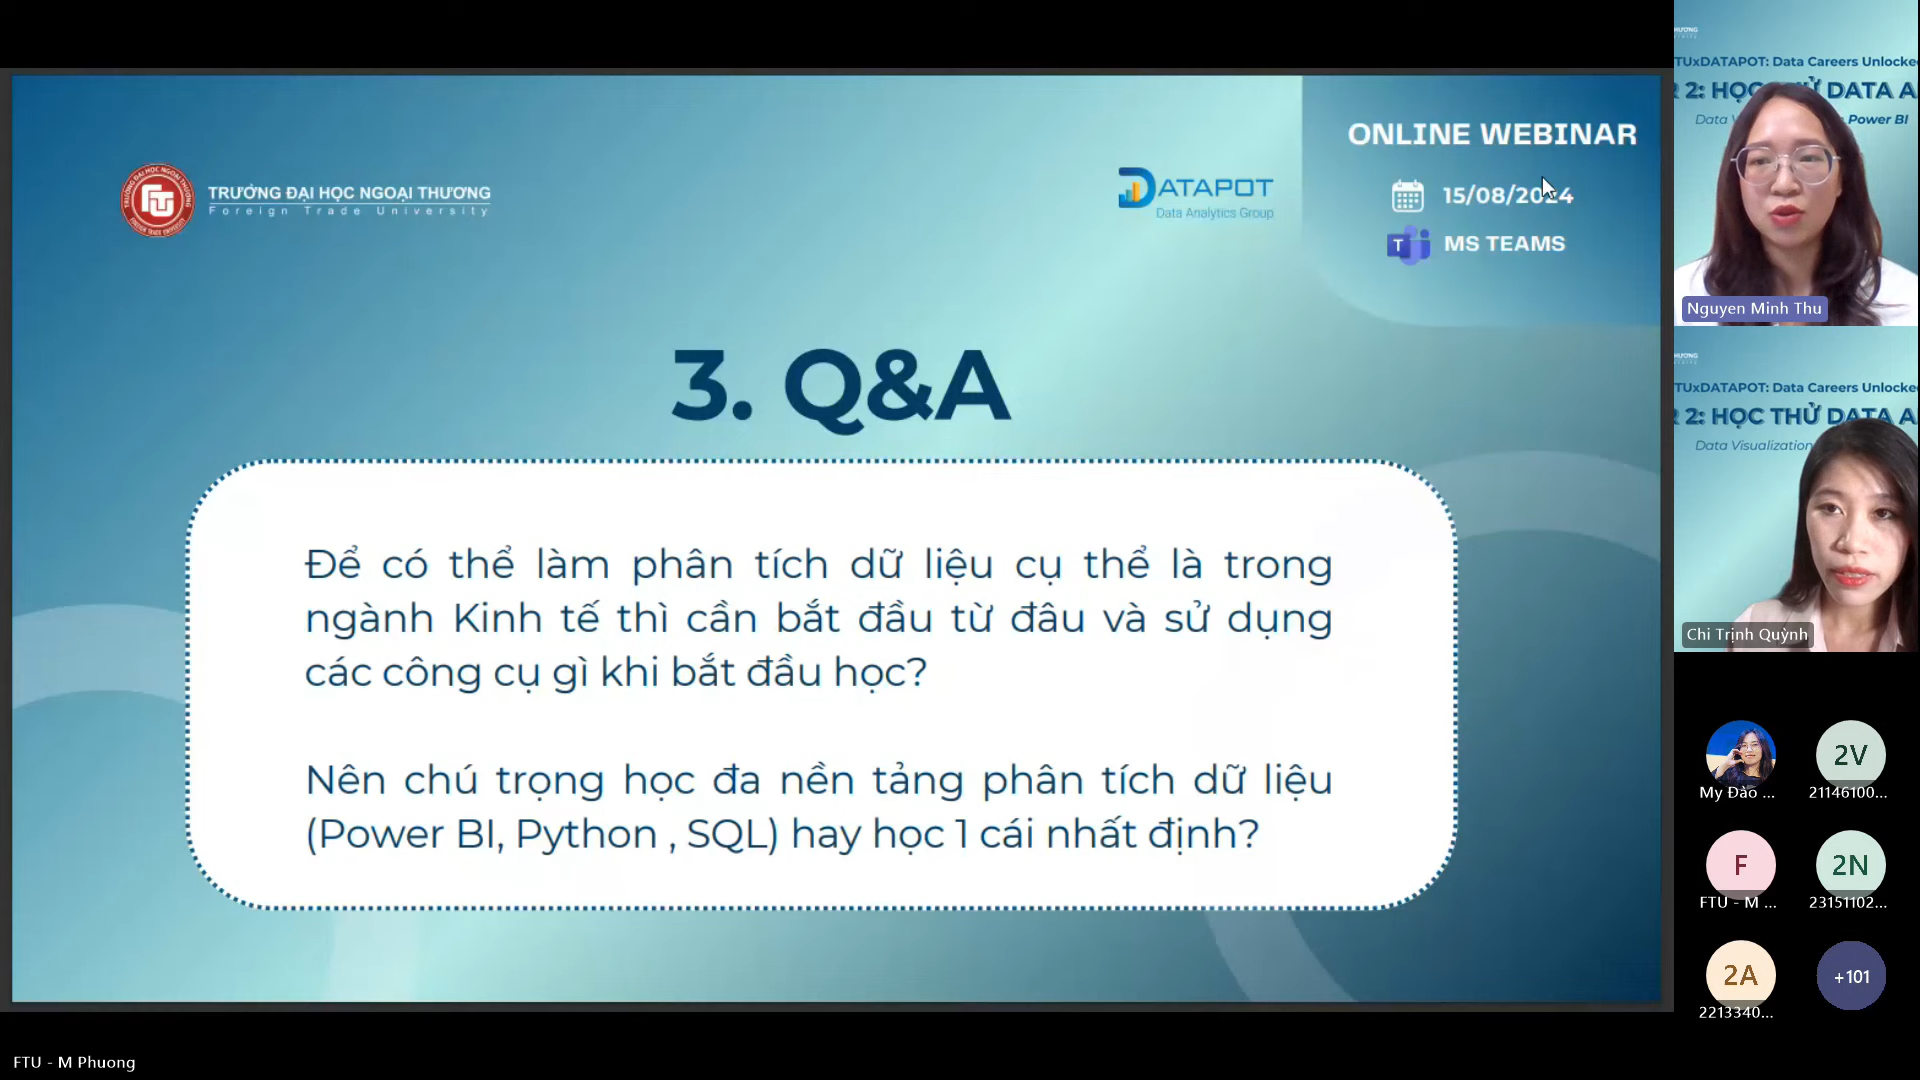 TRƯỜNG ĐẠI HỌC NGOẠI THƯƠNG
Foreign Trade University
DATAPOT
Data Analytics Group
ONLINE WEBINAR
15/08/2024
MS TEAMS
3. Q&A
Để có thể làm phân tích dữ liệu cụ thể là trong
ngành Kinh tế thì cần bắt đầu từ đâu và sử dụng
các công cụ gì khi bắt đầu học?
Nên chú trọng học đa nền tảng phân tích dữ liệu
(Power BI, Python , SQL) hay học 1 cái nhất định?
TUxDATAPOT: Data Careers Unlocke
2: HỌC THỬ DATA A
Power BI
Nguyen Minh Thu
TUxDATAPOT: Data Careers Unlocke
2: HỌC THỬ DATA A
Data Visualization
Chi Trịnh Quỳnh
My Đào ...
2V
21146100...
F
FTU - M ...
2N
23151102...
2A
2213340...
+101
FTU - M Phuong